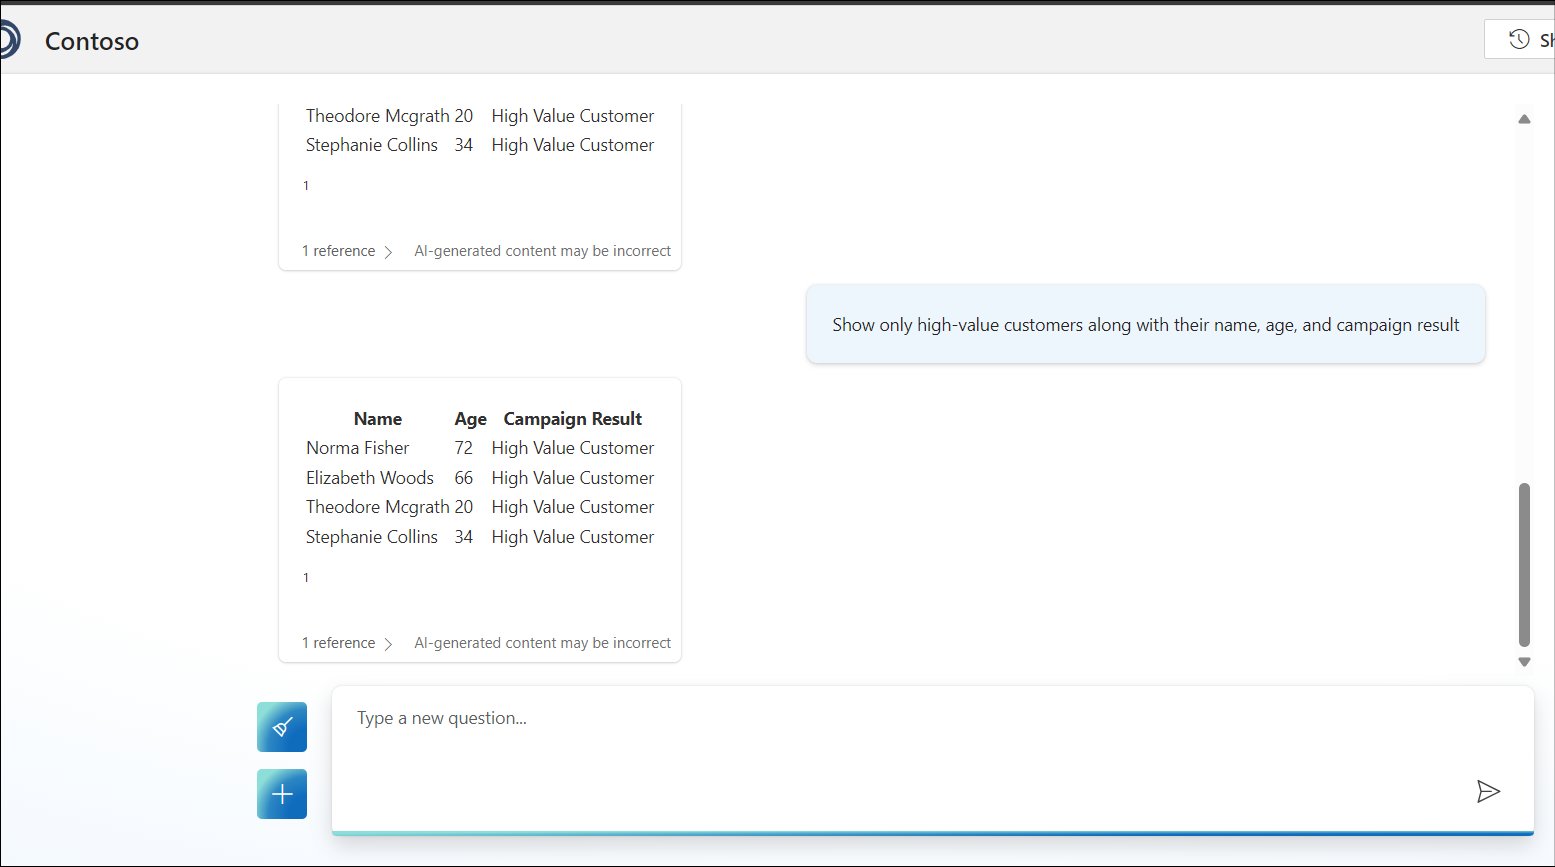 Contoso
Theodore Mcgrath 20 High Value Customer
Stephanie Collins 34 High Value Customer
1
1 reference AI-generated content may be incorrect
Show only high-value customers along with their name, age, and campaign result
Name Age Campaign Result
Norma Fisher 72 High Value Customer
Elizabeth Woods 66 High Value Customer
Theodore Mcgrath 20 High Value Customer
Stephanie Collins 34 High Value Customer
1
1 reference AI-generated content may be incorrect
Type a new question...